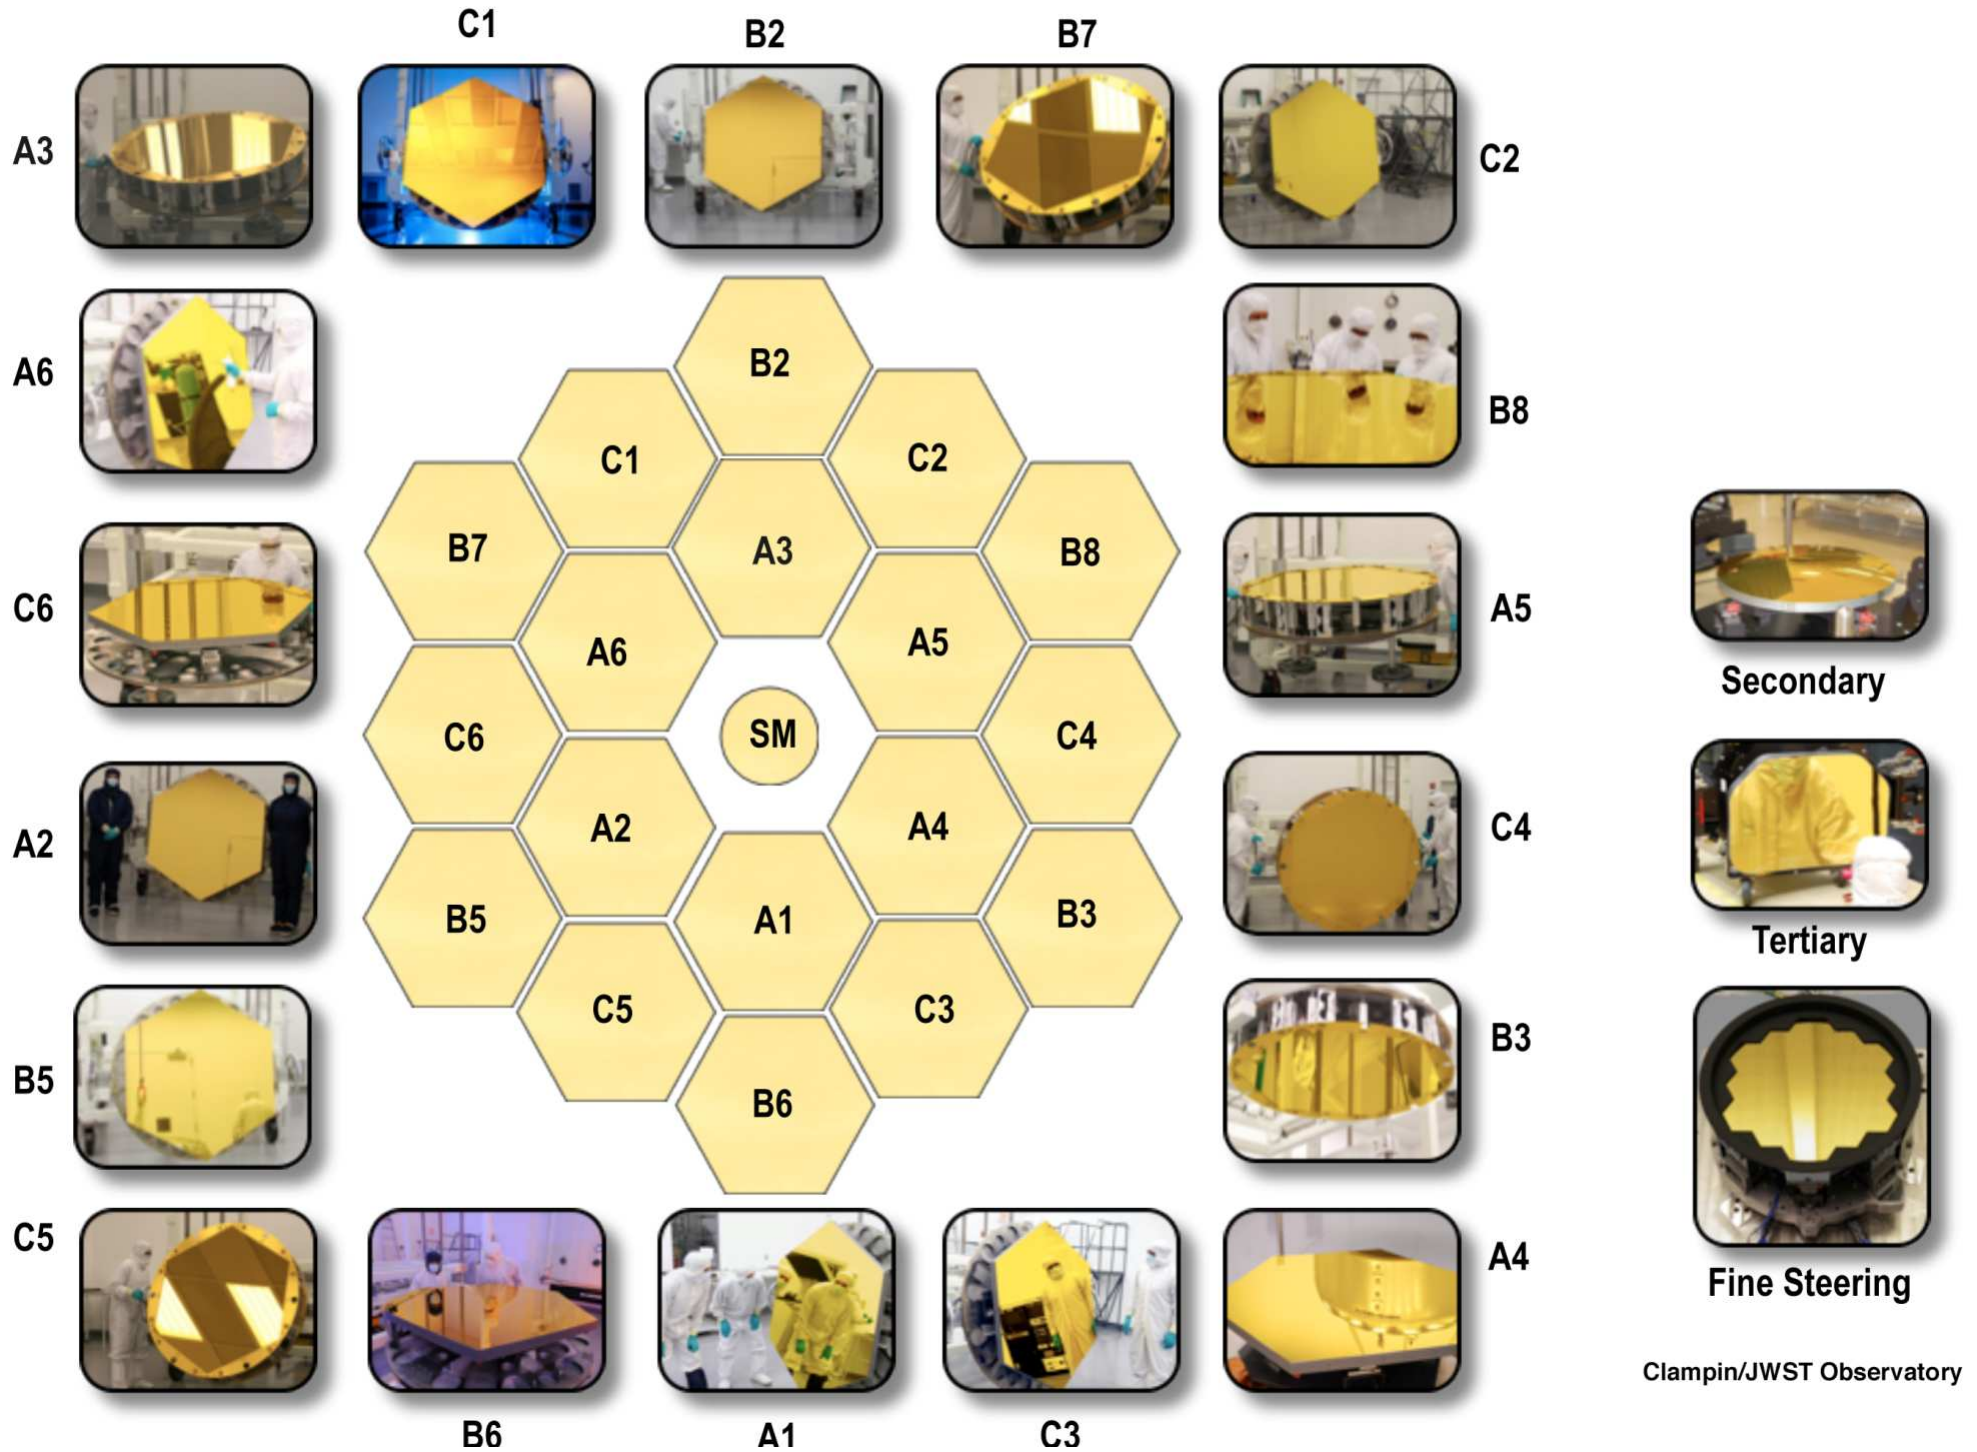 C1
B2
B7
A3
C2
A6
B2
B8
C1
C2
B7
A3
B8
C6
A6
A5
A5
Secondary
C6
SM
C4
A2
A2
A4
C4
B5
A1
B3
Tertiary
B5
C5
C3
B3
B6
C5
A4
Fine Steering
Clampin/JWST Observatory
B6
A1
C3